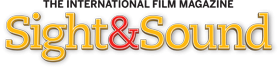 THE INTERNATIONAL FILM MAGAZINE
Sight&Sound